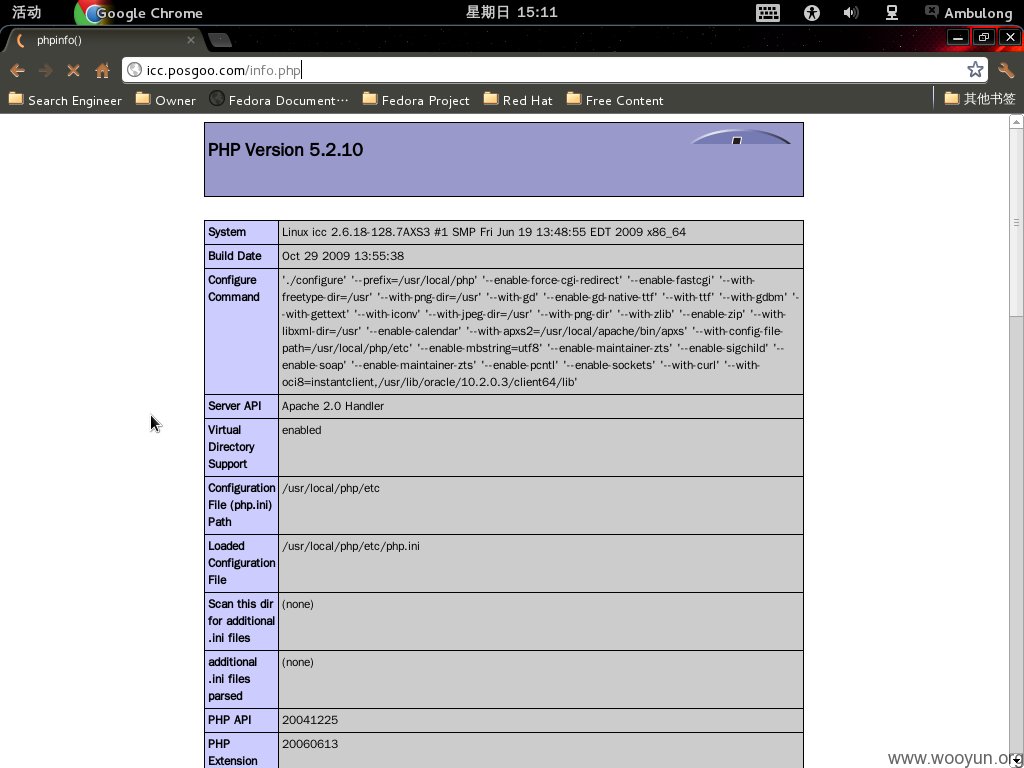 活动 Google Chrome 星期日 15:11 Ambulong
phpinfo()
icc.posgoo.com/info.php
Search Engineer Owner Fedora Document… Fedora Project Red Hat Free Content 其他书签
PHP Version 5.2.10
System Linux icc 2.6.18-128.7AXS3 #1 SMP Fri Jun 19 13:48:55 EDT 2009 x86_64
Build Date Oct 29 2009 13:55:38
Configure './configure' '--prefix=/usr/local/php' '--enable-force-cgi-redirect' '--enable-fastcgi' '--with-
Command freetype-dir=/usr' '--with-png-dir=/usr' '--with-gd' '--enable-gd-native-ttf' '--with-ttf' '--with-gdbm' '-
-with-gettext' '--with-iconv' '--with-jpeg-dir=/usr' '--with-png-dir' '--with-zlib' '--enable-zip' '--with-
libxml-dir=/usr' '--enable-calendar' '--with-apxs2=/usr/local/apache/bin/apxs' '--with-config-file-
path=/usr/local/php/etc' '--enable-mbstring=utf8' '--enable-maintainer-zts' '--enable-sigchild' '--
enable-soap' '--enable-maintainer-zts' '--enable-pcntl' '--enable-sockets' '--with-curl' '--with-
oci8=instantclient,/usr/lib/oracle/10.2.0.3/client64/lib'
Server API Apache 2.0 Handler
Virtual enabled
Directory
Support
Configuration /usr/local/php/etc
File (php.ini)
Path
Loaded /usr/local/php/etc/php.ini
Configuration
File
Scan this dir (none)
for additional
.ini files
additional (none)
.ini files
parsed
PHP API 20041225
PHP 20060613
Extension
www.wooyun.org